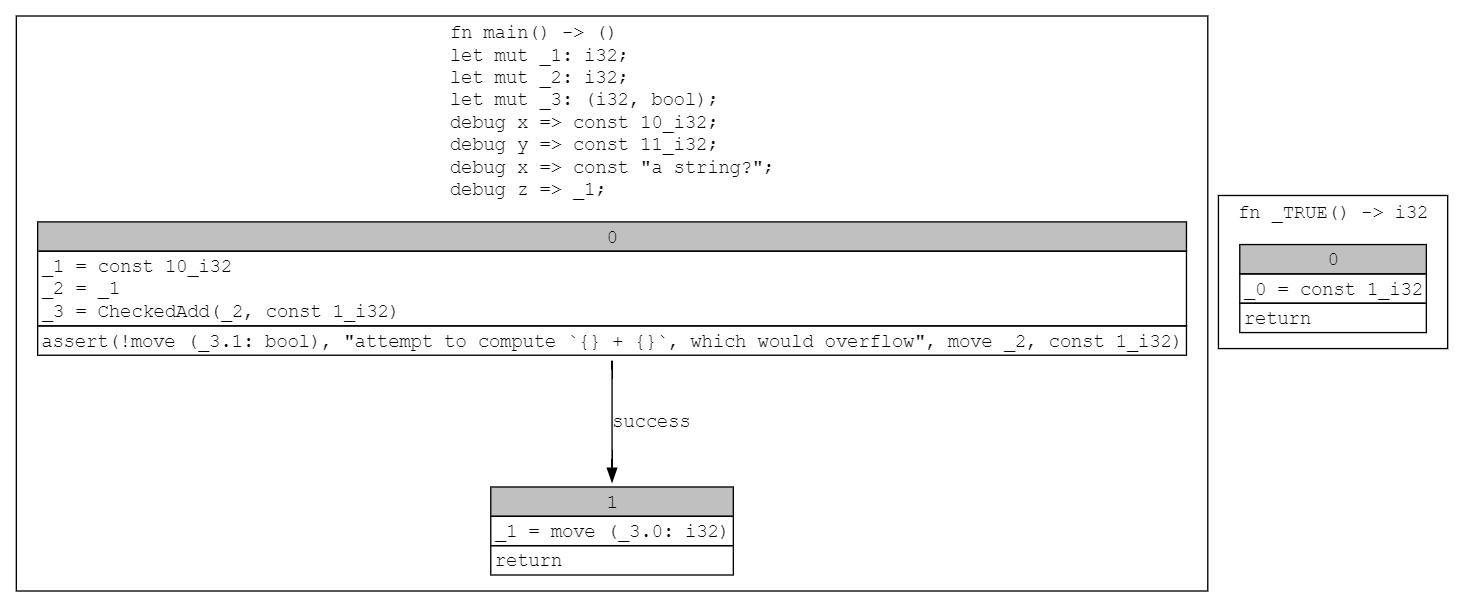 fn main() -> ()
let mut _1: i32;
let mut _2: i32;
let mut _3: (i32, bool);
debug x => const 10_i32;
debug y => const 11_i32;
debug x => const "a string?";
debug z => _1;
0
_1 = const 10_i32
_2 = _1
_3 = CheckedAdd(_2, const 1_i32)
assert(!move (_3.1: bool), "attempt to compute `{} + {}`, which would overflow", move _2, const 1_i32)
success
1
_1 = move (_3.0: i32)
return
fn _TRUE() -> i32
0
_0 = const 1_i32
return